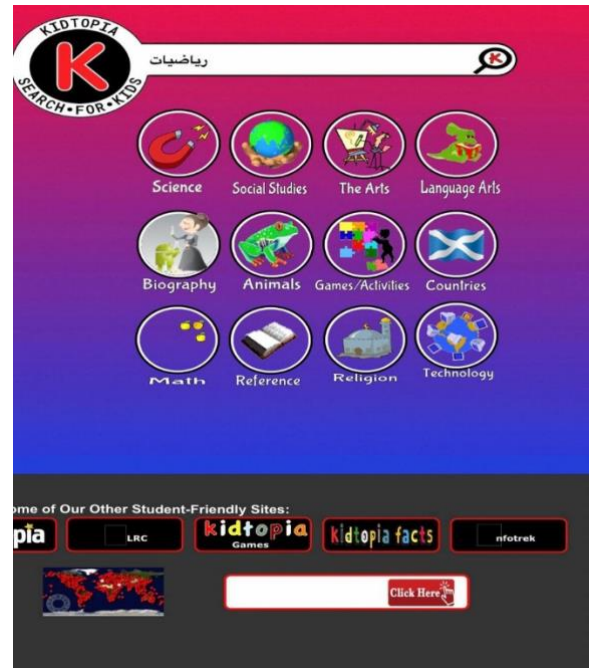 KIDTOPIA
K
SEARCH•FOR•KIDS
رياضيات
K
Science Social Studies The Arts Language Arts
Biography Animals Games/Activities Countries
Math Reference Religion Technology
ome of Our Other Student-Friendly Sites:
pia LRC kidtopia Games kidtopia facts nfotrek
Click Here